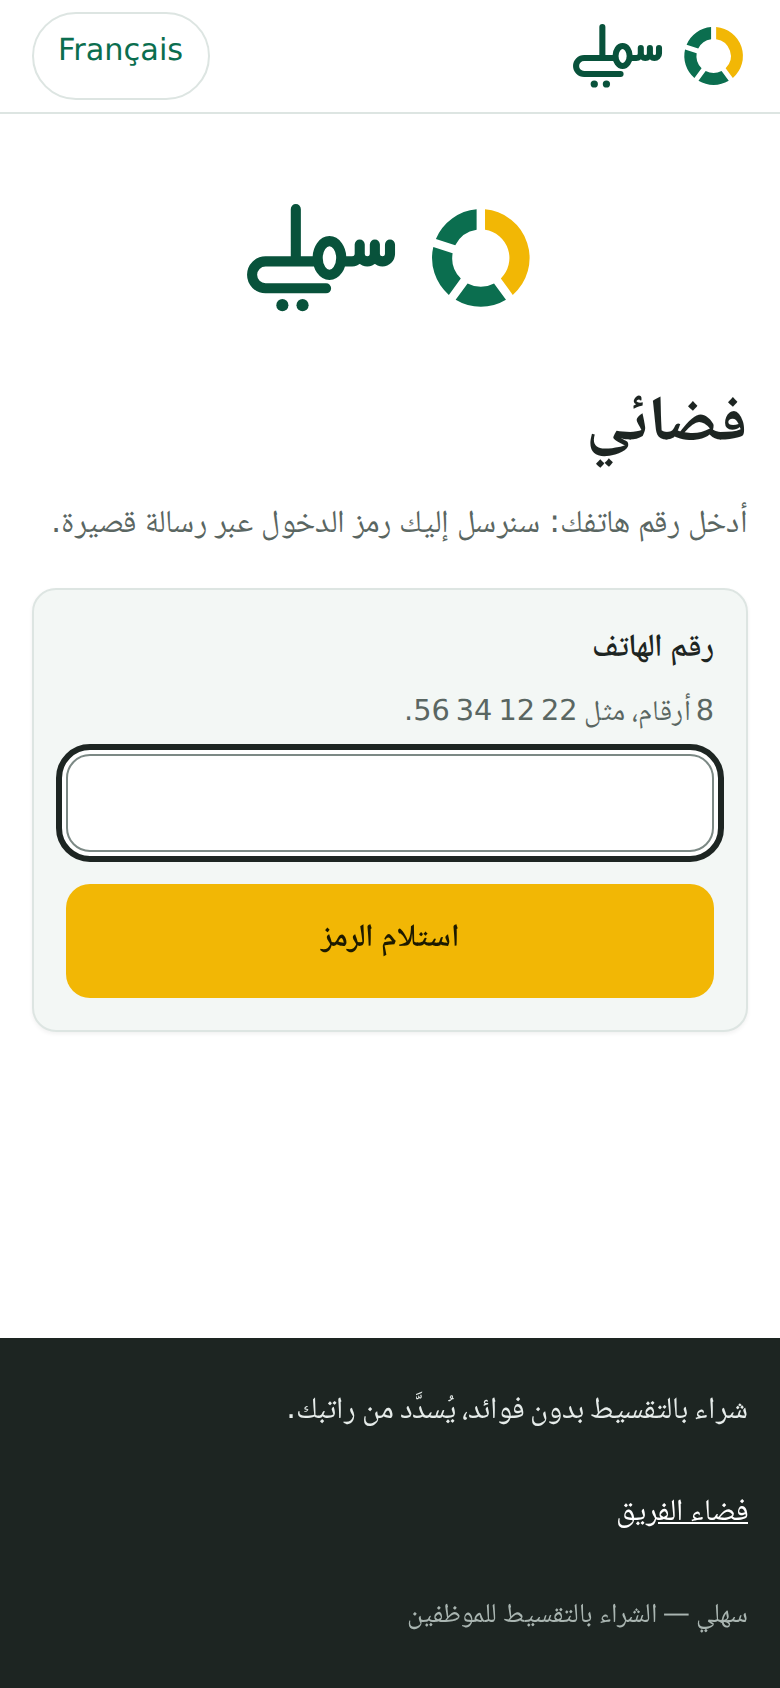 سهلي
Français
سهلي
فضائي
أدخل رقم هاتفك: سنرسل إليك رمز الدخول عبر رسالة قصيرة.
رقم الهاتف
8 أرقام، مثل 22 12 34 56.
استلام الرمز
شراء بالتقسيط بدون فوائد، يُسدَّد من راتبك.
فضاء الفريق
سهلي — الشراء بالتقسيط للموظفين